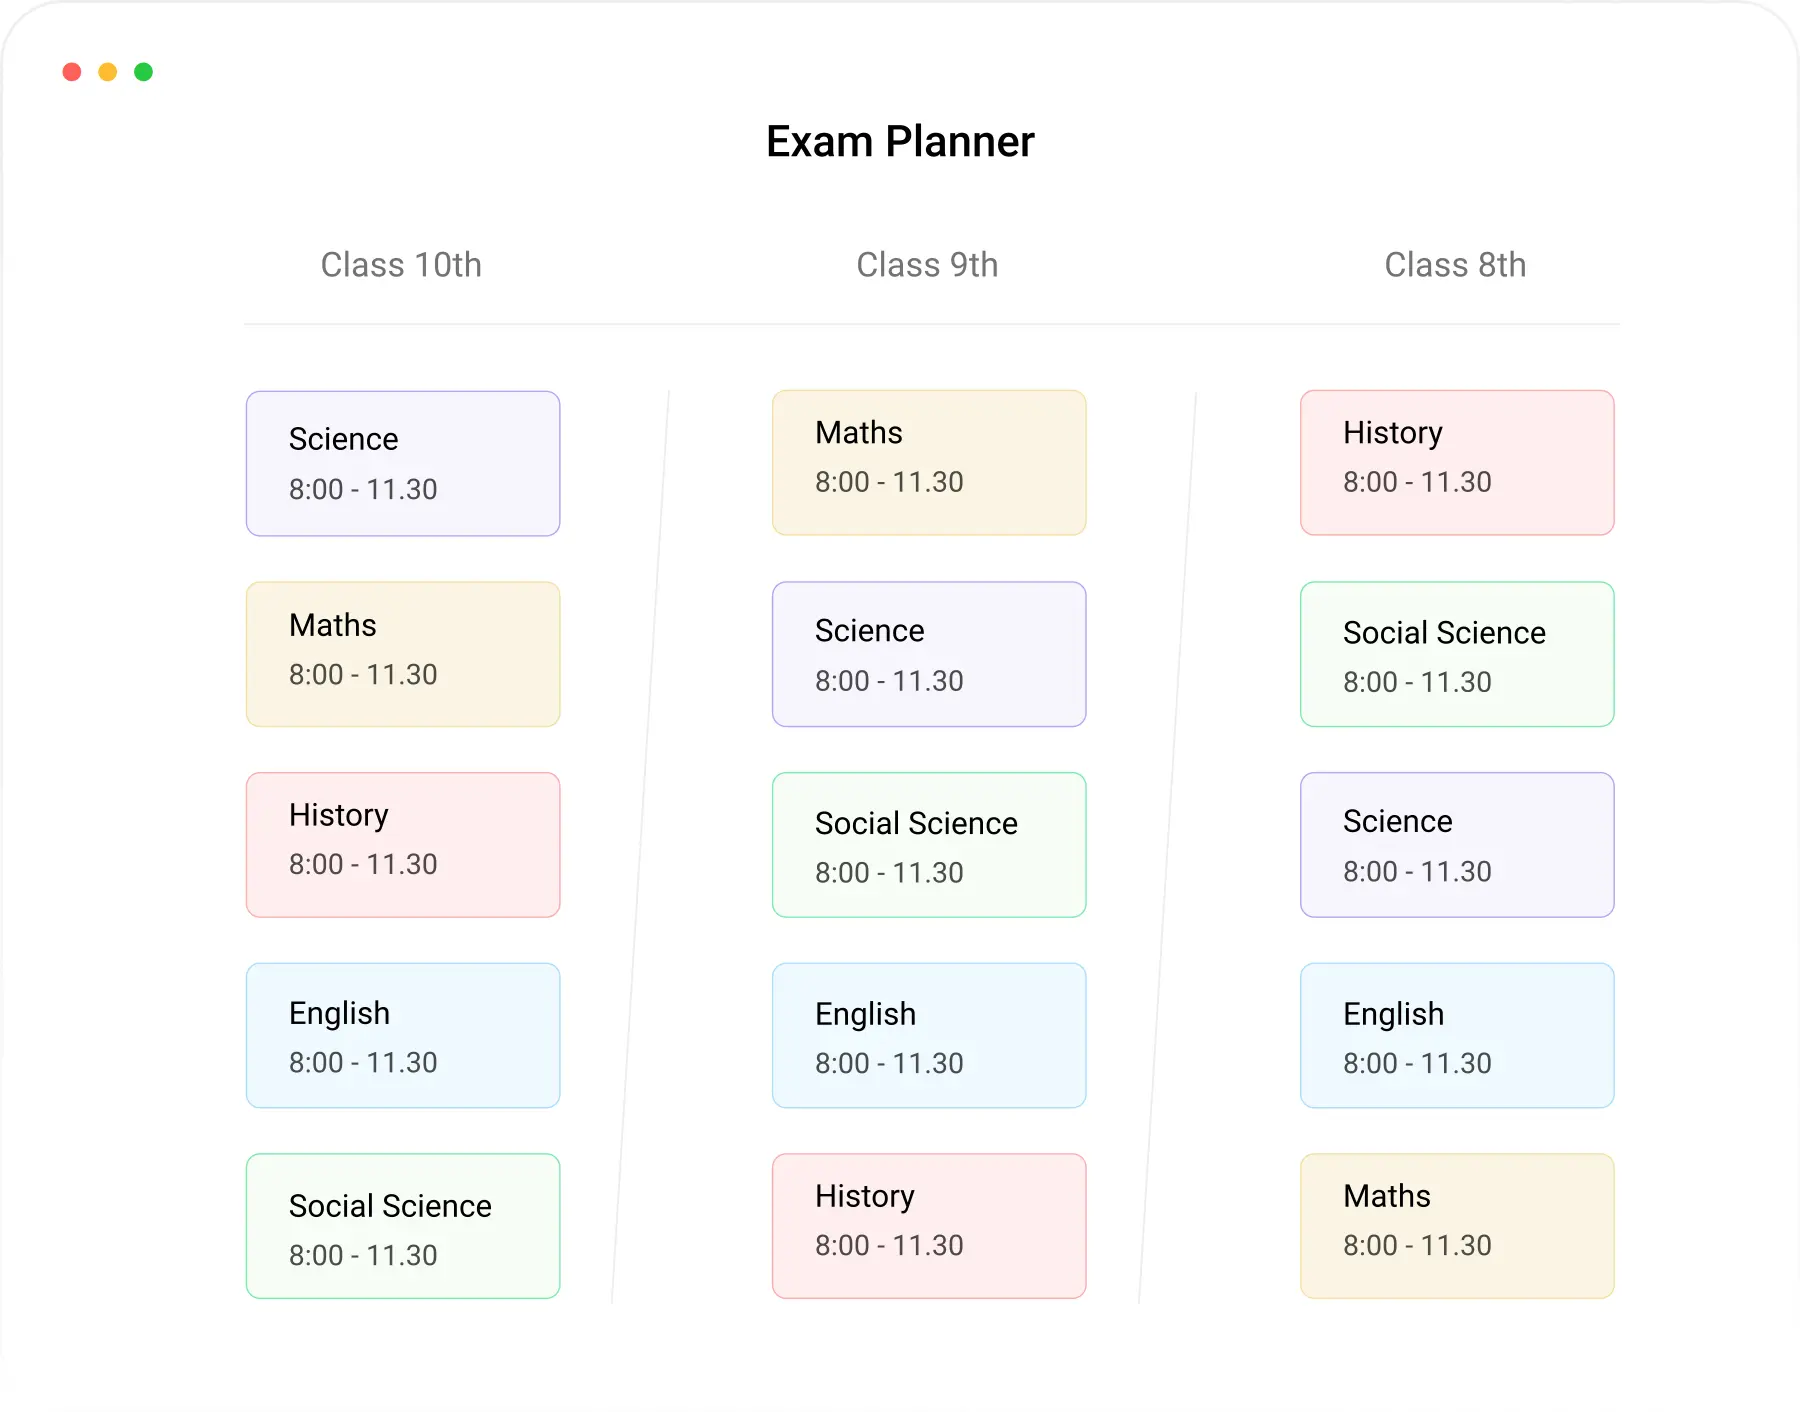 Exam Planner
Class 10th
Class 9th
Class 8th
Science
8:00 - 11.30
Maths
8:00 - 11.30
History
8:00 - 11.30
Maths
8:00 - 11.30
Science
8:00 - 11.30
Social Science
8:00 - 11.30
History
8:00 - 11.30
Social Science
8:00 - 11.30
Science
8:00 - 11.30
English
8:00 - 11.30
English
8:00 - 11.30
English
8:00 - 11.30
Social Science
8:00 - 11.30
History
8:00 - 11.30
Maths
8:00 - 11.30